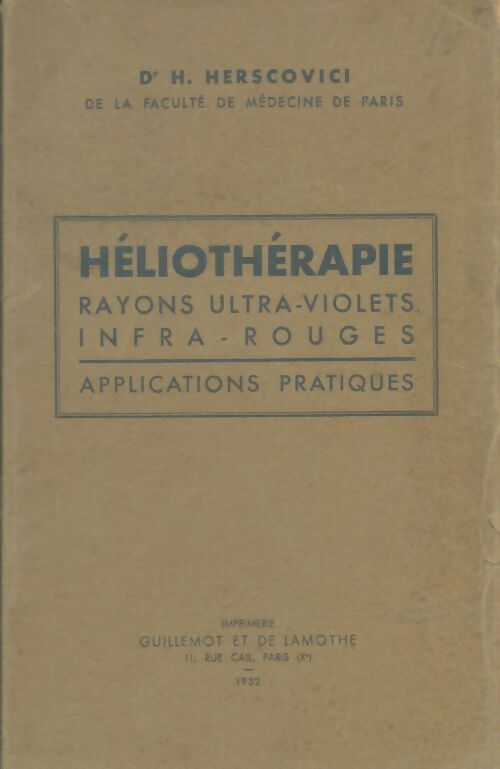 Dr H. HERSCOVICI
DE LA FACULTÉ DE MÉDECINE DE PARIS
HÉLIOTHÉRAPIE
RAYONS ULTRA-VIOLETS
INFRA-ROUGES
APPLICATIONS PRATIQUES
IMPRIMERIE
GUILLEMOT ET DE LAMOTHE
11, RUE CAIL, PARIS (Xe)
1932